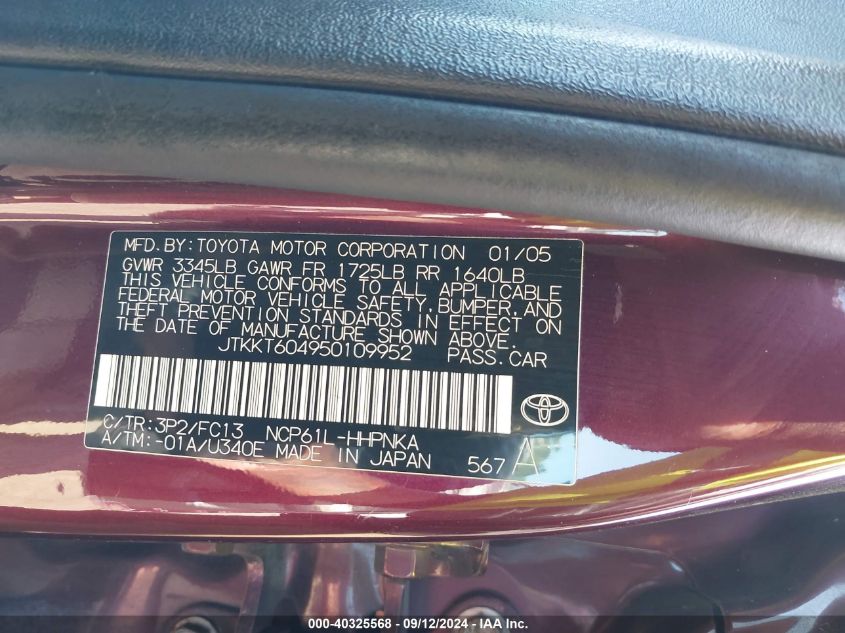 MFD. BY: TOYOTA MOTOR CORPORATION 01/05
GVWR 3345LB GAWR FR 1725LB RR 1640LB
THIS VEHICLE CONFORMS TO ALL APPLICABLE
FEDERAL MOTOR VEHICLE SAFETY, BUMPER, AND
THEFT PREVENTION STANDARDS IN EFFECT ON
THE DATE OF MANUFACTURE SHOWN ABOVE.
JTKKT604950109952 PASS. CAR
C/TR: 3P2/FC13 NCP61L-HHPNKA
A/TM: -01A/U340E MADE IN JAPAN 567 A
000-40325568 - 09/12/2024 - IAA Inc.